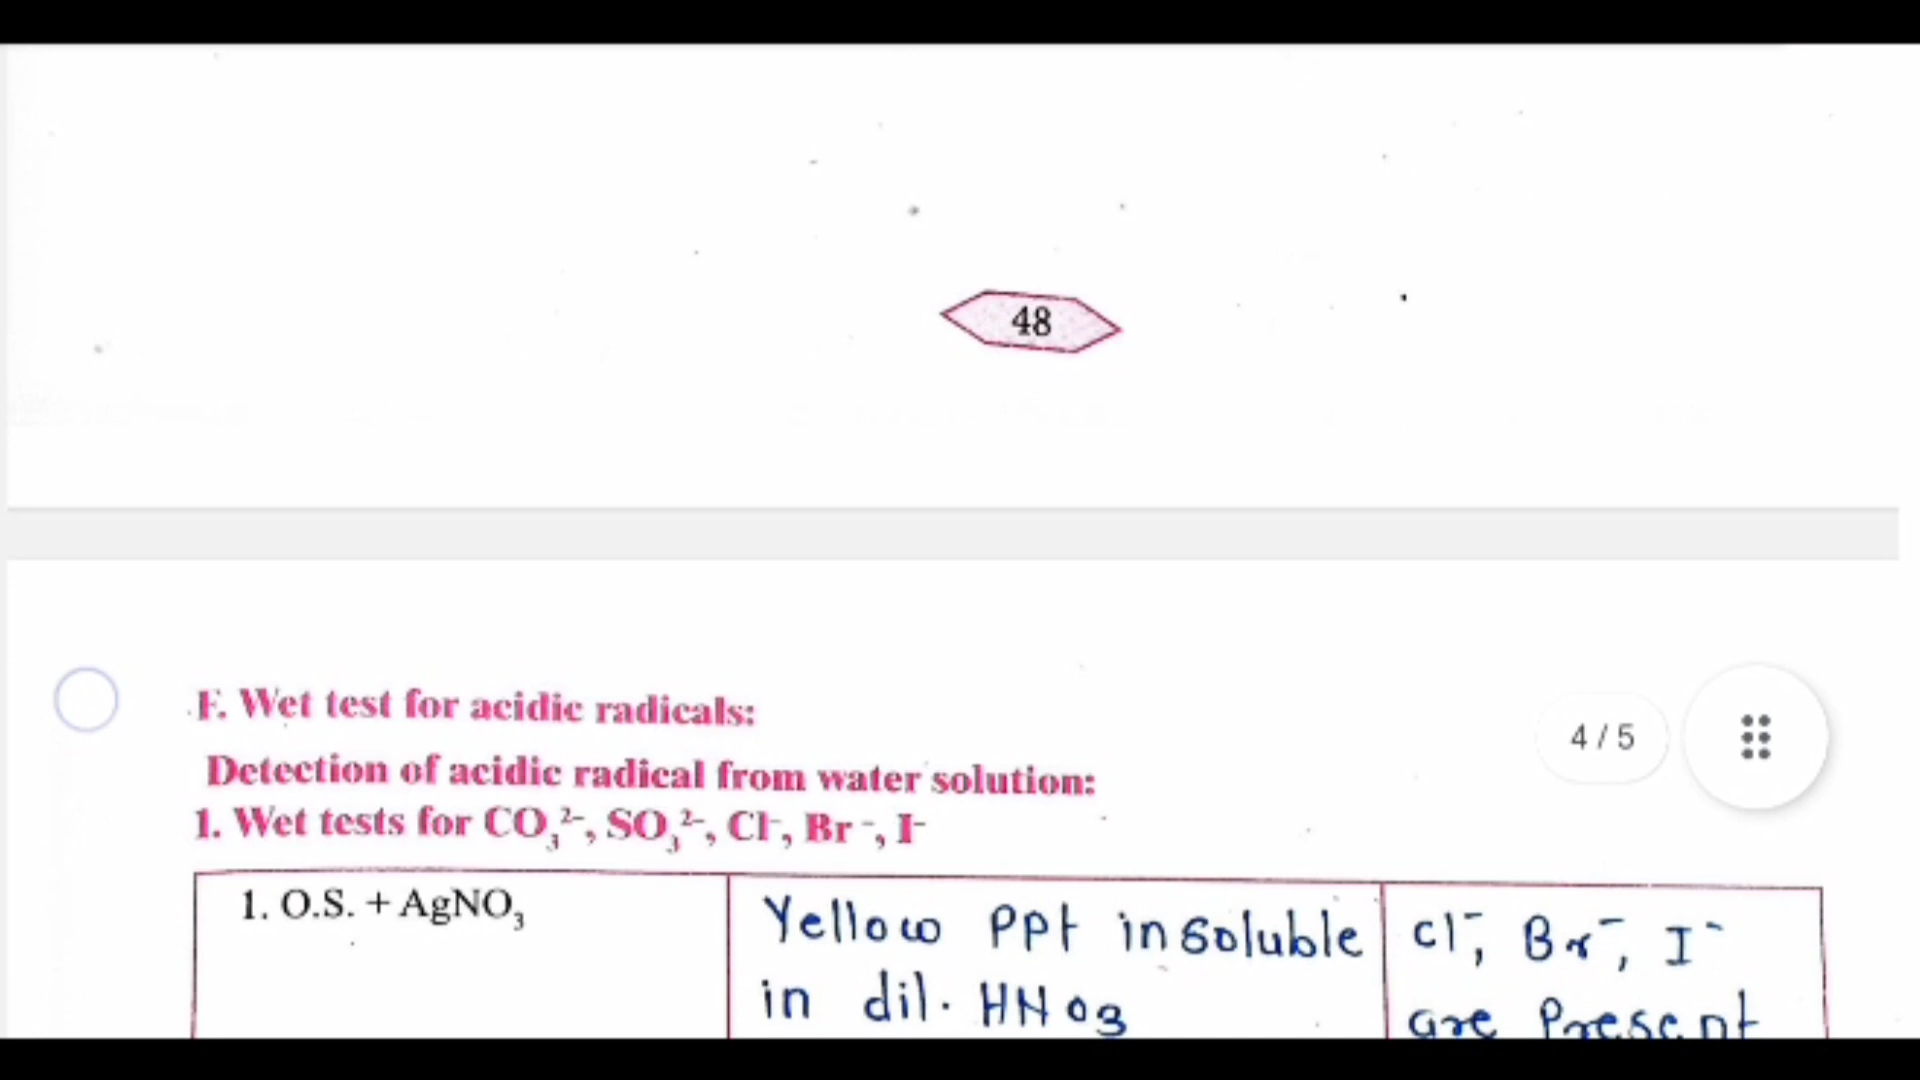 48
F. Wet test for acidic radicals:
4 / 5
Detection of acidic radical from water solution:
1. Wet tests for CO₃²⁻, SO₃²⁻, Cl⁻, Br⁻, I⁻
1. O.S. + AgNO₃
Yellow ppt insoluble
in dil. HNO₃
Cl⁻, Br⁻, I⁻
are Present